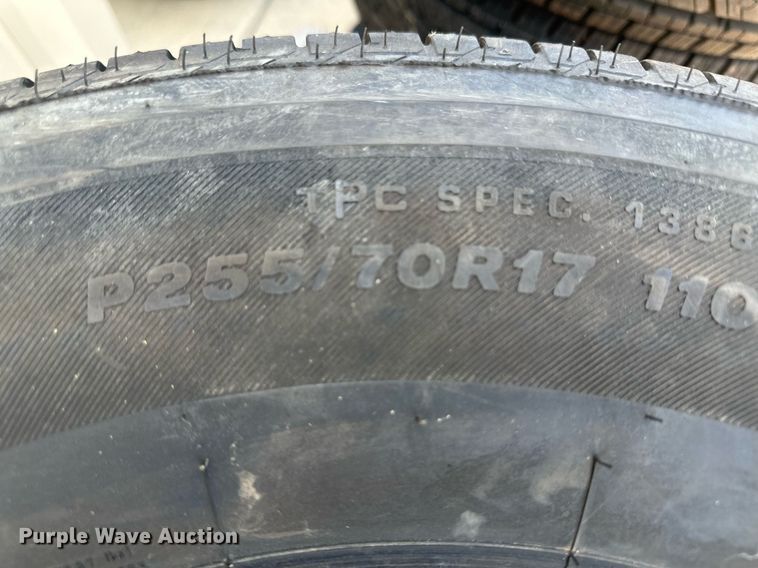 TPC SPEC. 1386
P255/70R17 110
Purple Wave Auction